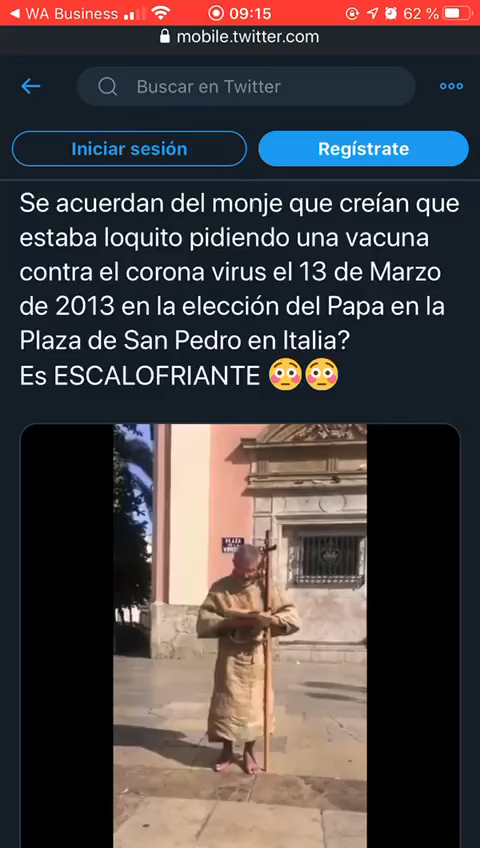 WA Business 09:15 62 %
mobile.twitter.com
Buscar en Twitter
Iniciar sesión Regístrate
Se acuerdan del monje que creían que
estaba loquito pidiendo una vacuna
contra el corona virus el 13 de Marzo
de 2013 en la elección del Papa en la
Plaza de San Pedro en Italia?
Es ESCALOFRIANTE 😳😳
PLAZA
DE LA